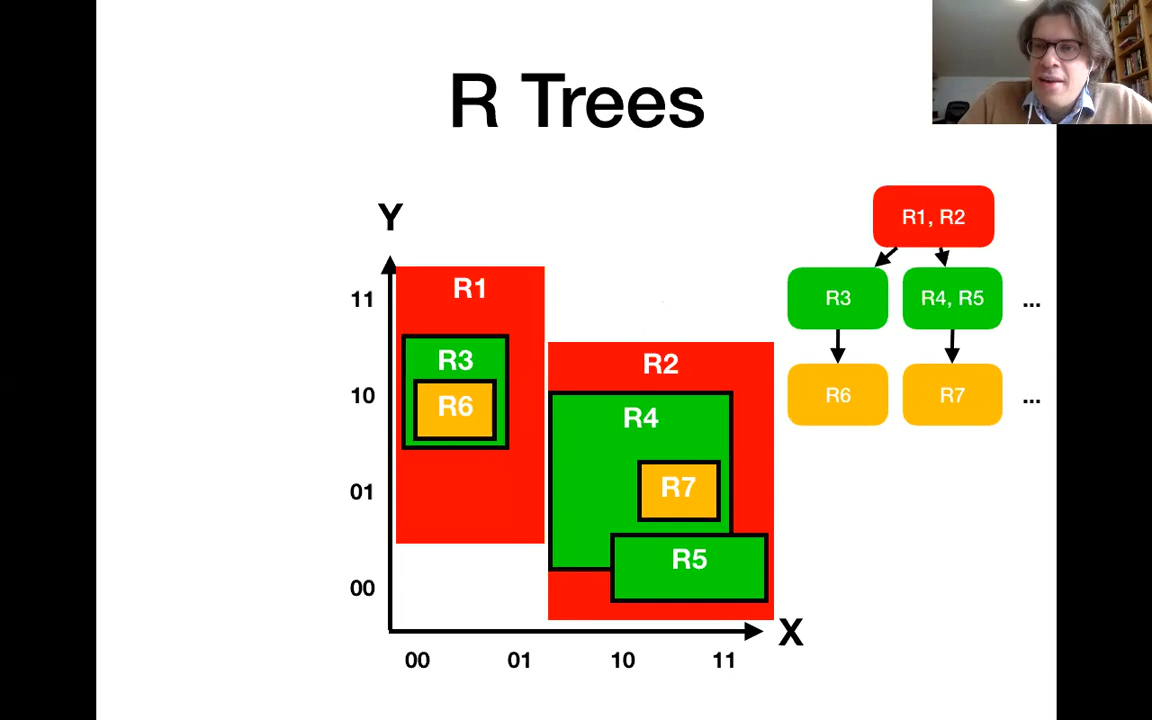 R Trees
Y
X
11
10
01
00
00
01
10
11
R1
R3
R6
R2
R4
R7
R5
R1, R2
R3
R4, R5
...
R6
R7
...